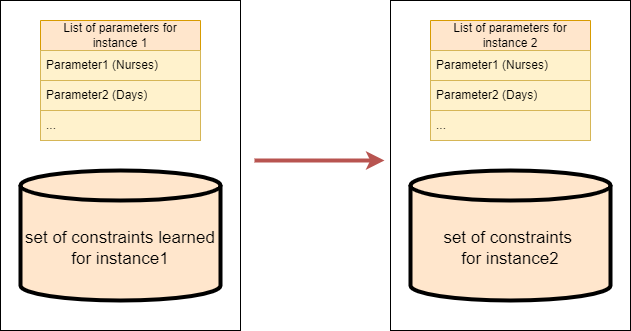 List of parameters for
instance 1
Parameter1 (Nurses)
Parameter2 (Days)
...
set of constraints learned
for instance1
List of parameters for
instance 2
Parameter1 (Nurses)
Parameter2 (Days)
...
set of constraints
for instance2